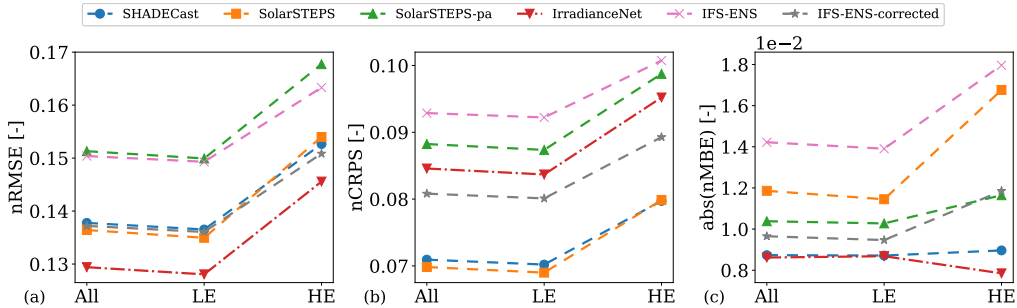 SHADECast SolarSTEPS SolarSTEPS-pa IrradianceNet IFS-ENS IFS-ENS-corrected
1e−2
nRMSE [-]
0.17
0.16
0.15
0.14
0.13
(a)
All LE HE
nCRPS [-]
0.10
0.09
0.08
0.07
(b)
All LE HE
abs(nMBE) [-]
1.8
1.6
1.4
1.2
1.0
0.8
(c)
All LE HE